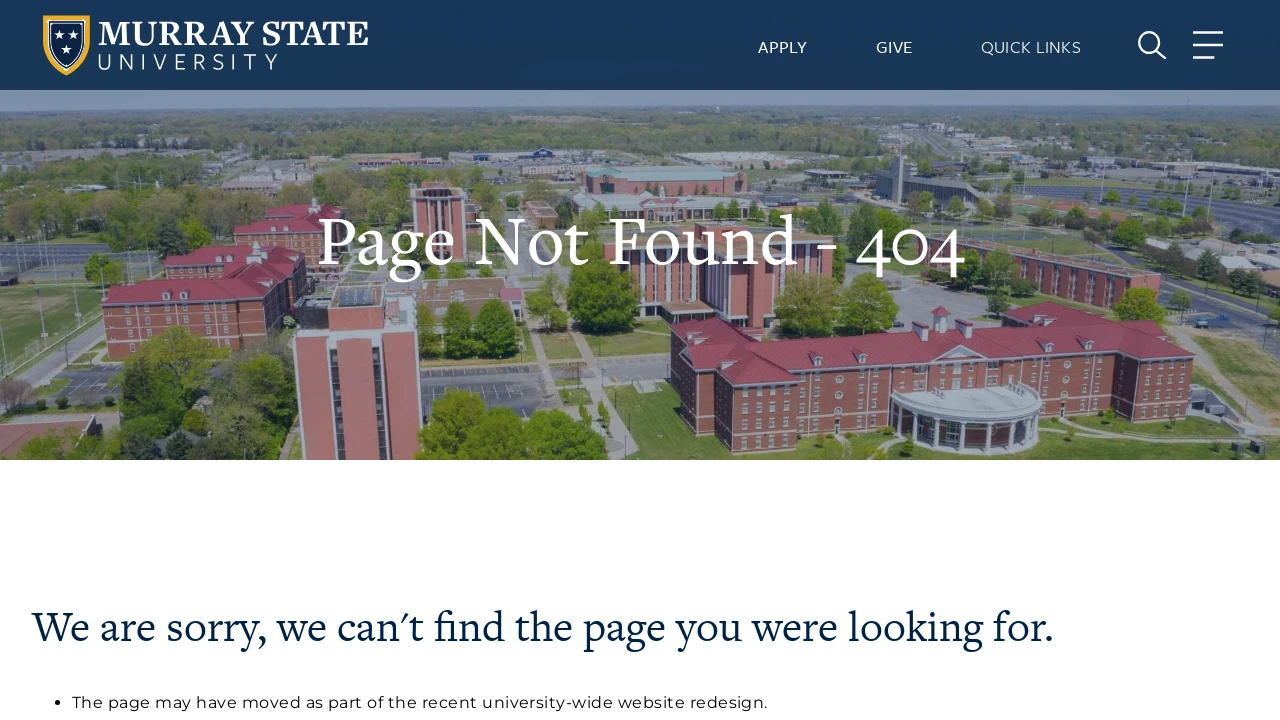 MURRAY STATE
UNIVERSITY
APPLY
GIVE
QUICK LINKS
Page Not Found - 404
We are sorry, we can't find the page you were looking for.
• The page may have moved as part of the recent university-wide website redesign.